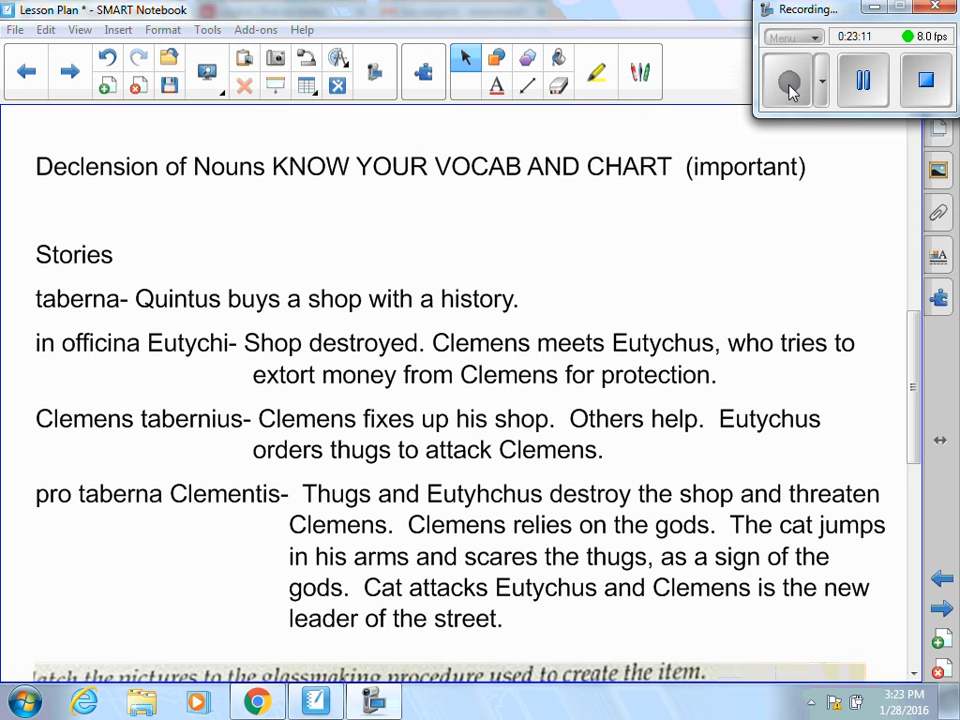 Lesson Plan * - SMART Notebook
Recording...
File Edit View Insert Format Tools Add-ons Help
Menu 0:23:11 8.0 fps
Declension of Nouns KNOW YOUR VOCAB AND CHART (important)
Stories
taberna- Quintus buys a shop with a history.
in officina Eutychi- Shop destroyed. Clemens meets Eutychus, who tries to
extort money from Clemens for protection.
Clemens tabernius- Clemens fixes up his shop. Others help. Eutychus
orders thugs to attack Clemens.
pro taberna Clementis- Thugs and Eutyhchus destroy the shop and threaten
Clemens. Clemens relies on the gods. The cat jumps
in his arms and scares the thugs, as a sign of the
gods. Cat attacks Eutychus and Clemens is the new
leader of the street.
atch the pictures to the glassmaking procedure used to create the item.
3:23 PM
1/28/2016